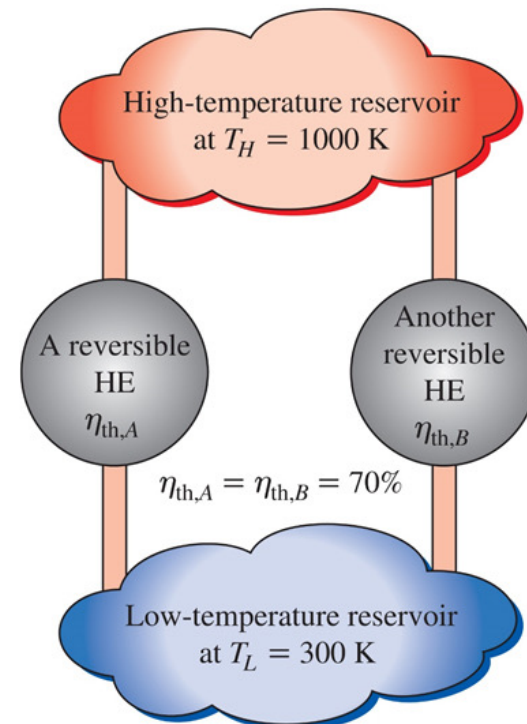 High-temperature reservoir
at T_H = 1000 K
A reversible
HE
η_th,A
Another
reversible
HE
η_th,B
η_th,A = η_th,B = 70%
Low-temperature reservoir
at T_L = 300 K